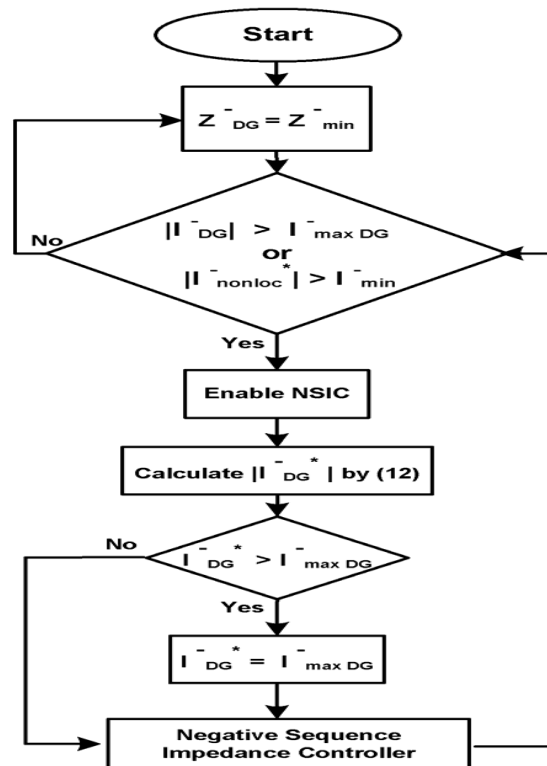 Start
Z⁻DG = Z⁻min
|I⁻DG| > I⁻max DG
or
|I⁻nonloc*| > I⁻min
No
Yes
Enable NSIC
Calculate |I⁻DG*| by (12)
No
I⁻DG* > I⁻max DG
Yes
I⁻DG* = I⁻max DG
Negative Sequence
Impedance Controller